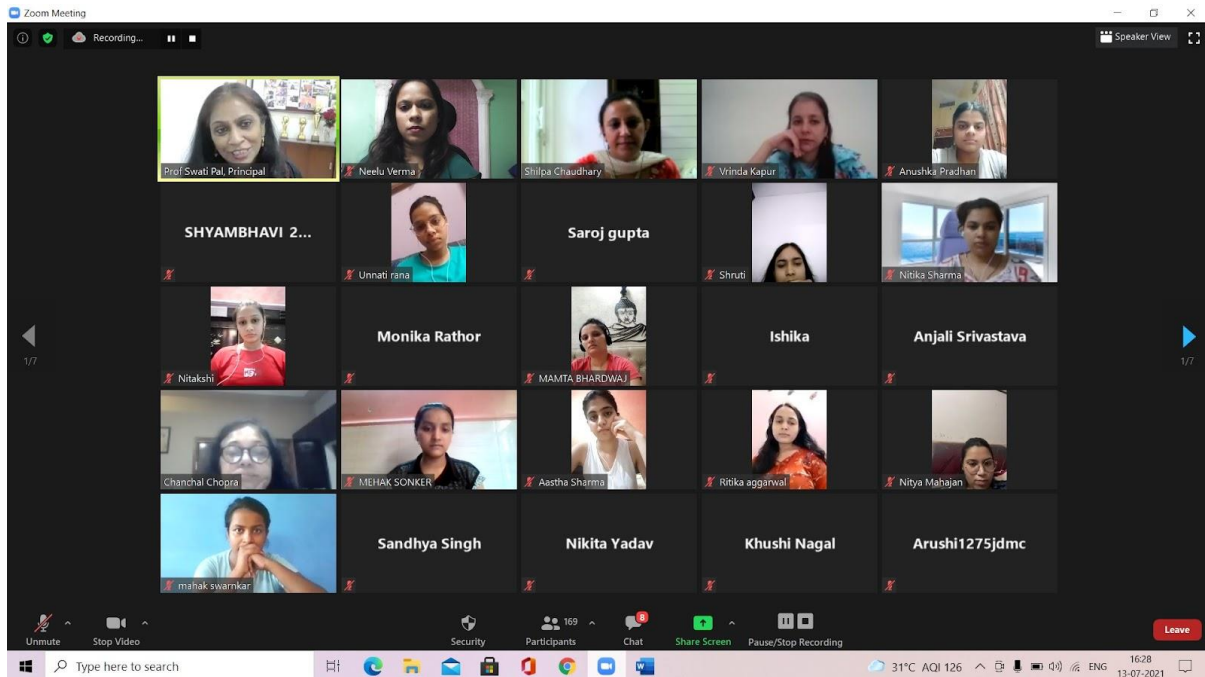 Zoom Meeting
Recording...
Speaker View
Prof Swati Pal, Principal
Neelu Verma
Shilpa Chaudhary
Vrinda Kapur
Anushka Pradhan
SHYAMBHAVI 2...
Unnati rana
Saroj gupta
Shruti
Nitika Sharma
Nitakshi
Monika Rathor
MAMTA BHARDWAJ
Ishika
Anjali Srivastava
1/7
1/7
Chanchal Chopra
MEHAK SONKER
Aastha Sharma
Ritika aggarwal
Nitya Mahajan
mahak swarnkar
Sandhya Singh
Nikita Yadav
Khushi Nagal
Arushi1275jdmc
Unmute
Stop Video
Security
169
Participants
8
Chat
Share Screen
Pause/Stop Recording
Leave
Type here to search
31°C AQI 126
ENG
16:28
13-07-2021